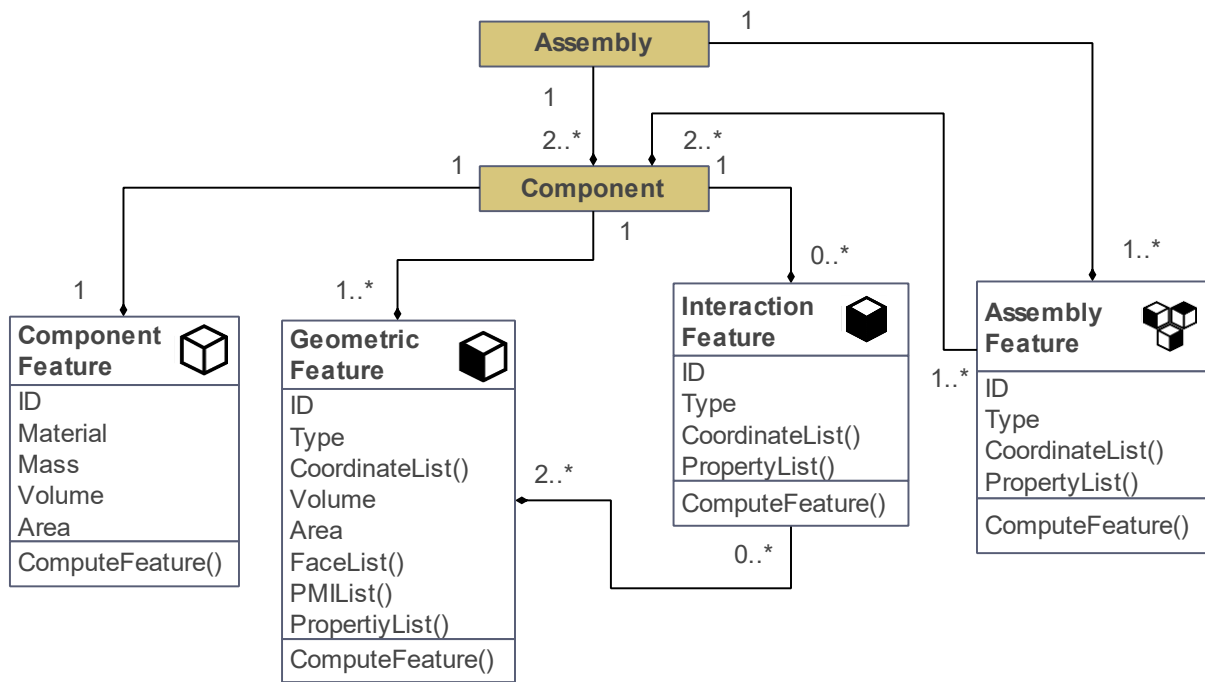 1
Assembly
1
2..*
2..*
1
1
Component
1
0..*
1..*
1
1..*
Component
Feature
ID
Material
Mass
Volume
Area
ComputeFeature()
Geometric
Feature
ID
Type
CoordinateList()
Volume
Area
FaceList()
PMIList()
PropertiyList()
ComputeFeature()
2..*
Interaction
Feature
ID
Type
CoordinateList()
PropertyList()
ComputeFeature()
0..*
1..*
Assembly
Feature
ID
Type
CoordinateList()
PropertyList()
ComputeFeature()